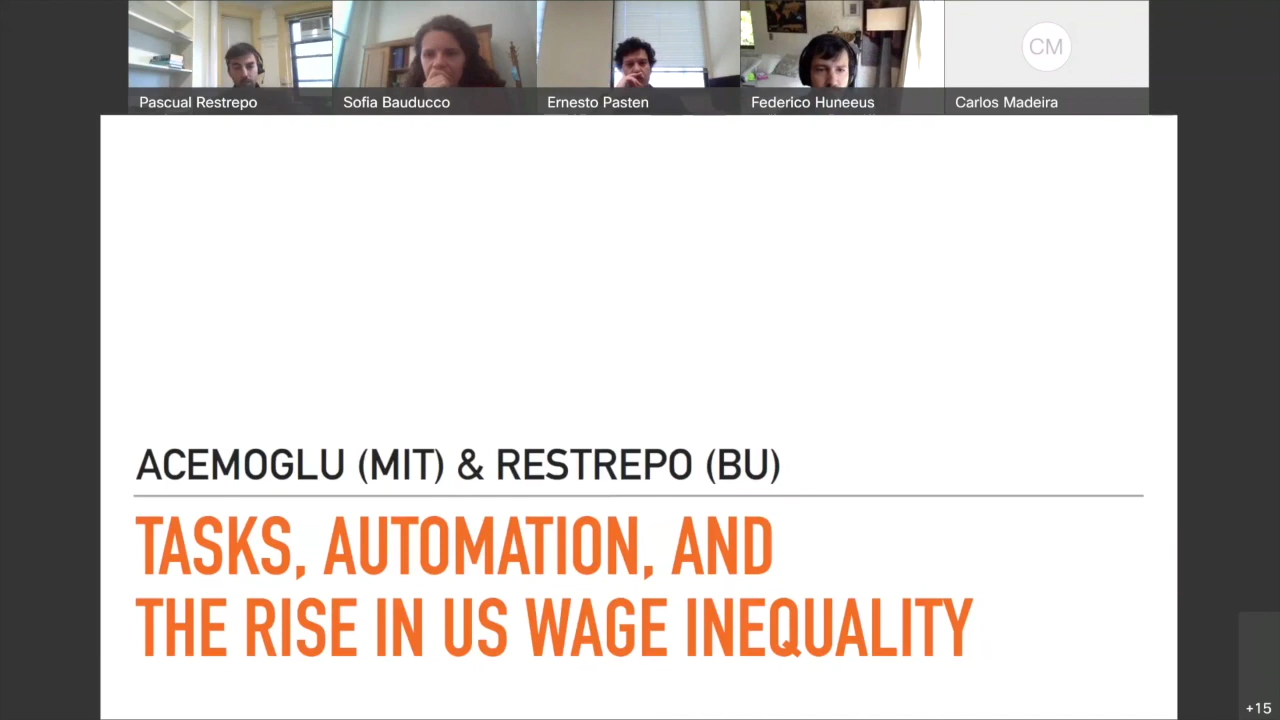 Pascual Restrepo
Sofia Bauducco
Ernesto Pasten
Federico Huneeus
CM
Carlos Madeira
ACEMOGLU (MIT) & RESTREPO (BU)
TASKS, AUTOMATION, AND
THE RISE IN US WAGE INEQUALITY
+15